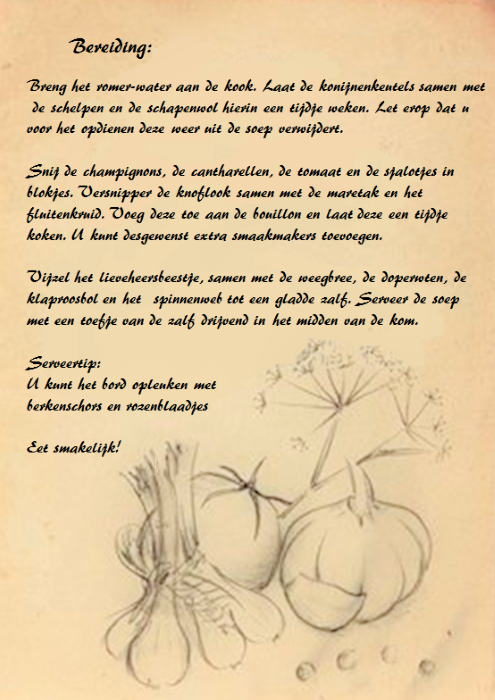 Bereiding:
Breng het romer-water aan de kook. Laat de konijnenkeutels samen met
de schelpen en de schapenwol hierin een tijdje weken. Let erop dat u
voor het opdienen deze weer uit de soep verwijdert.
Snij de champignons, de cantharellen, de tomaat en de sjalotjes in
blokjes. Versnipper de knoflook samen met de maretak en het
fluitenkruid. Voeg deze toe aan de bouillon en laat deze een tijdje
koken. U kunt desgewenst extra smaakmakers toevoegen.
Vijzel het lieveheersbeestje, samen met de weegbree, de doperwten, de
klaproosbol en het spinnenweb tot een gladde zalf. Serveer de soep
met een toefje van de zalf drijvend in het midden van de kom.
Serveertip:
U kunt het bord opleuken met
berkenschors en rozenblaadjes
Eet smakelijk!